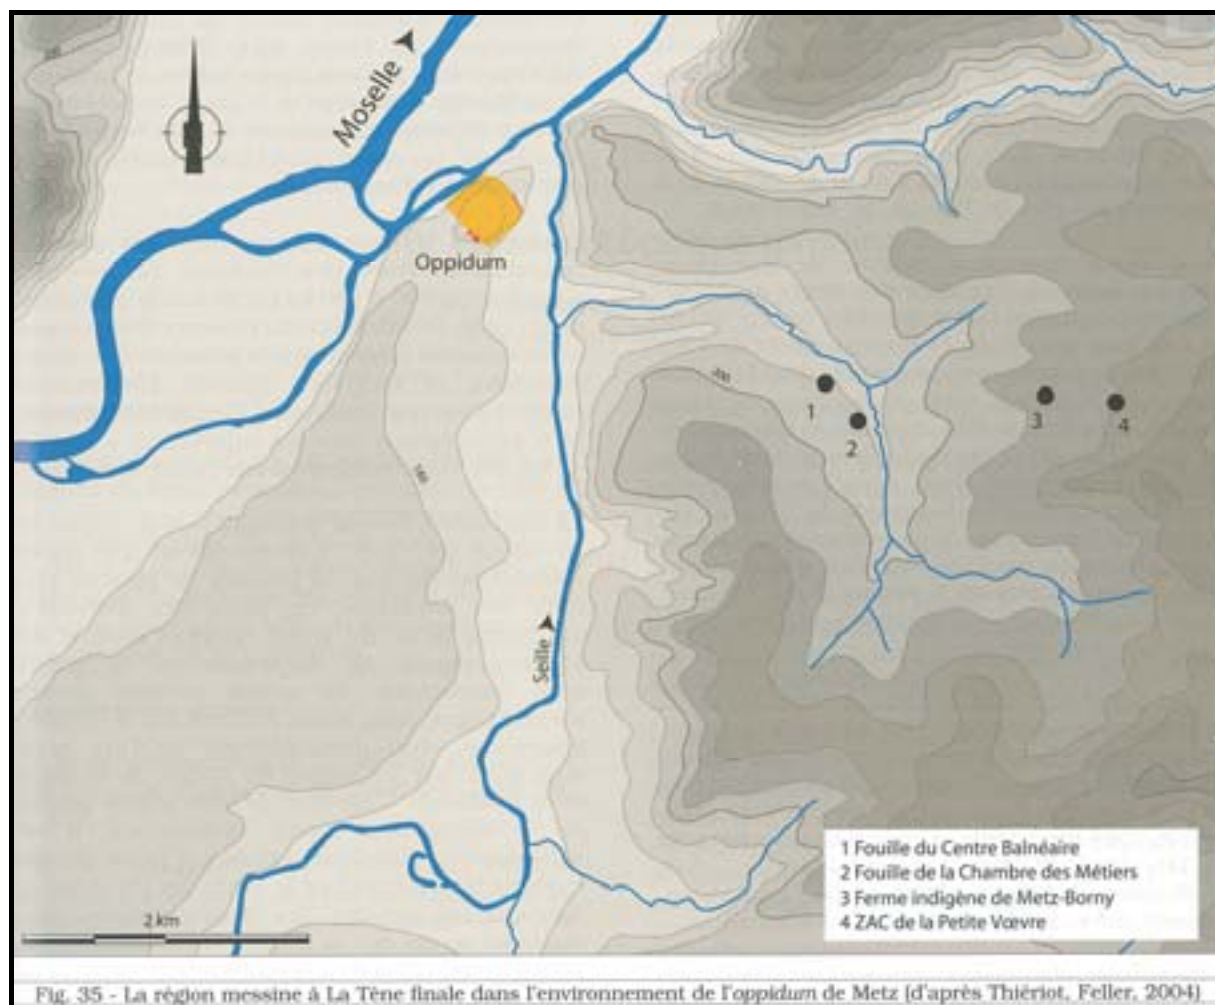 Moselle
Oppidum
200
1
2
3
4
180
Seille
1 Fouille du Centre Balnéaire
2 Fouille de la Chambre des Métiers
3 Ferme indigène de Metz-Borny
4 ZAC de la Petite Vœvre
2 km
Fig. 35 - La région messine à La Tène finale dans l'environnement de l'oppidum de Metz (d'après Thiériot, Feller, 2004)